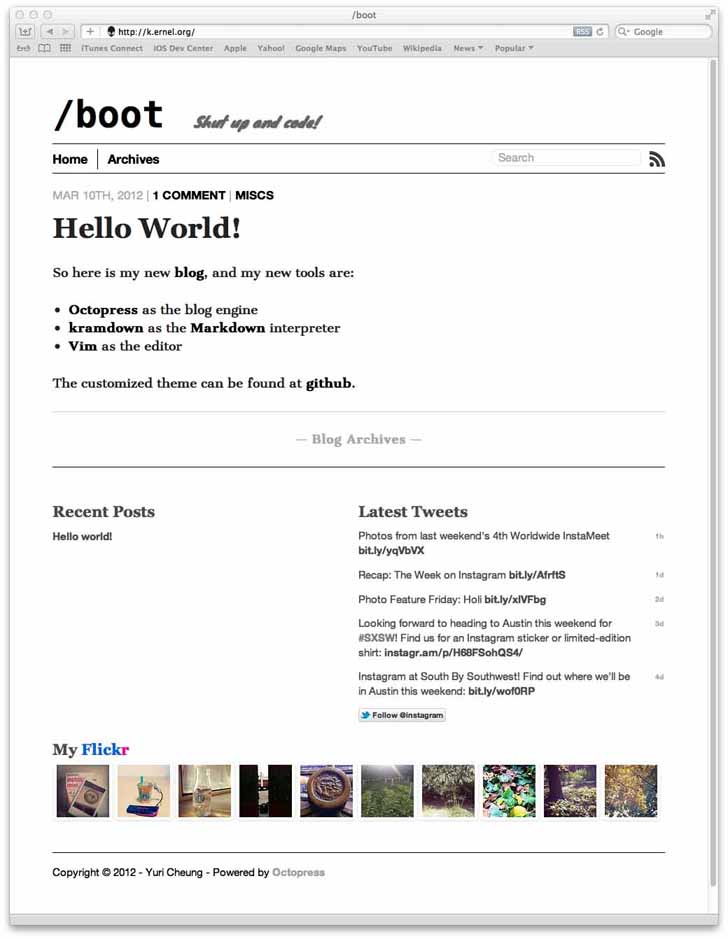 /boot
http://k.ernel.org/
RSS
Google
iTunes Connect iOS Dev Center Apple Yahoo! Google Maps YouTube Wikipedia News Popular
/boot
Shut up and code!
Home Archives
Search
MAR 10TH, 2012 | 1 COMMENT | MISCS
Hello World!
So here is my new blog, and my new tools are:
• Octopress as the blog engine
• kramdown as the Markdown interpreter
• Vim as the editor
The customized theme can be found at github.
— Blog Archives —
Recent Posts
Hello world!
Latest Tweets
Photos from last weekend's 4th Worldwide InstaMeet 1h
bit.ly/yqVbVX
Recap: The Week on Instagram bit.ly/AfrftS 1d
Photo Feature Friday: Holi bit.ly/xlVFbg 2d
Looking forward to heading to Austin this weekend for 3d
#SXSW! Find us for an Instagram sticker or limited-edition
shirt: instagr.am/p/H68FSohQS4/
Instagram at South By Southwest! Find out where we'll be 4d
in Austin this weekend: bit.ly/wof0RP
Follow @instagram
My Flickr
Copyright © 2012 - Yuri Cheung - Powered by Octopress